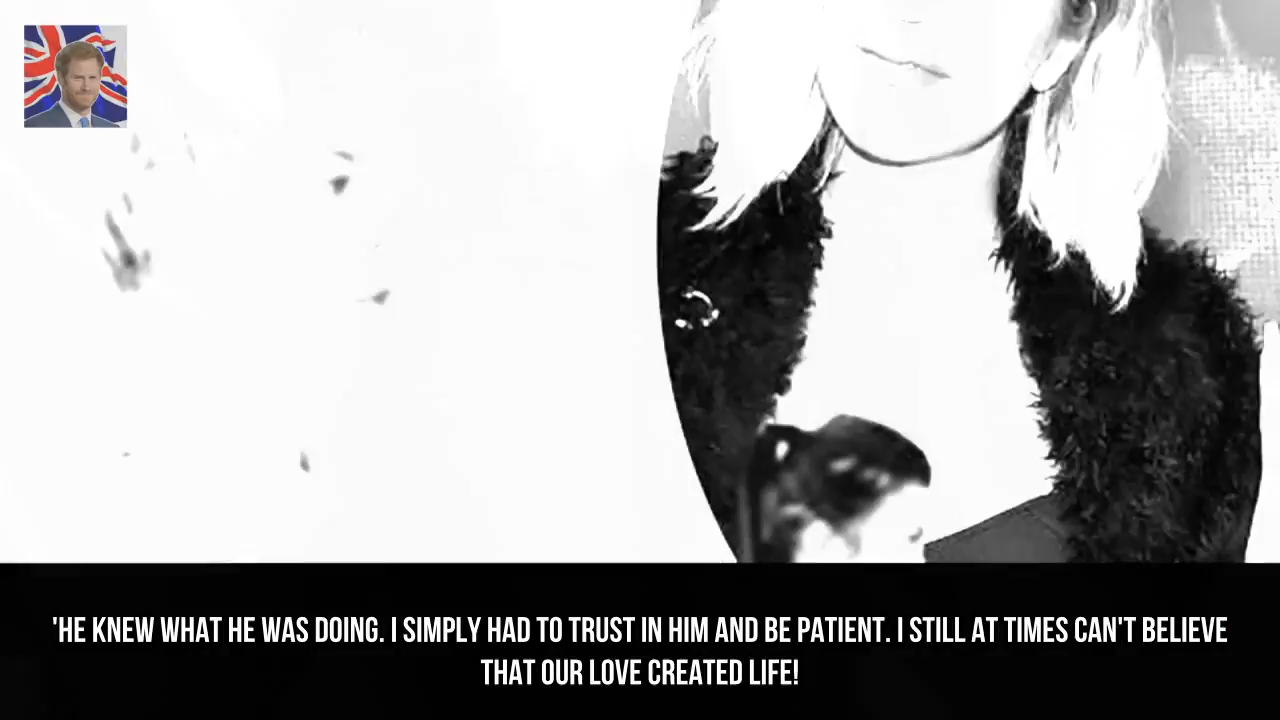 'HE KNEW WHAT HE WAS DOING. I SIMPLY HAD TO TRUST IN HIM AND BE PATIENT. I STILL AT TIMES CAN'T BELIEVE
THAT OUR LOVE CREATED LIFE!